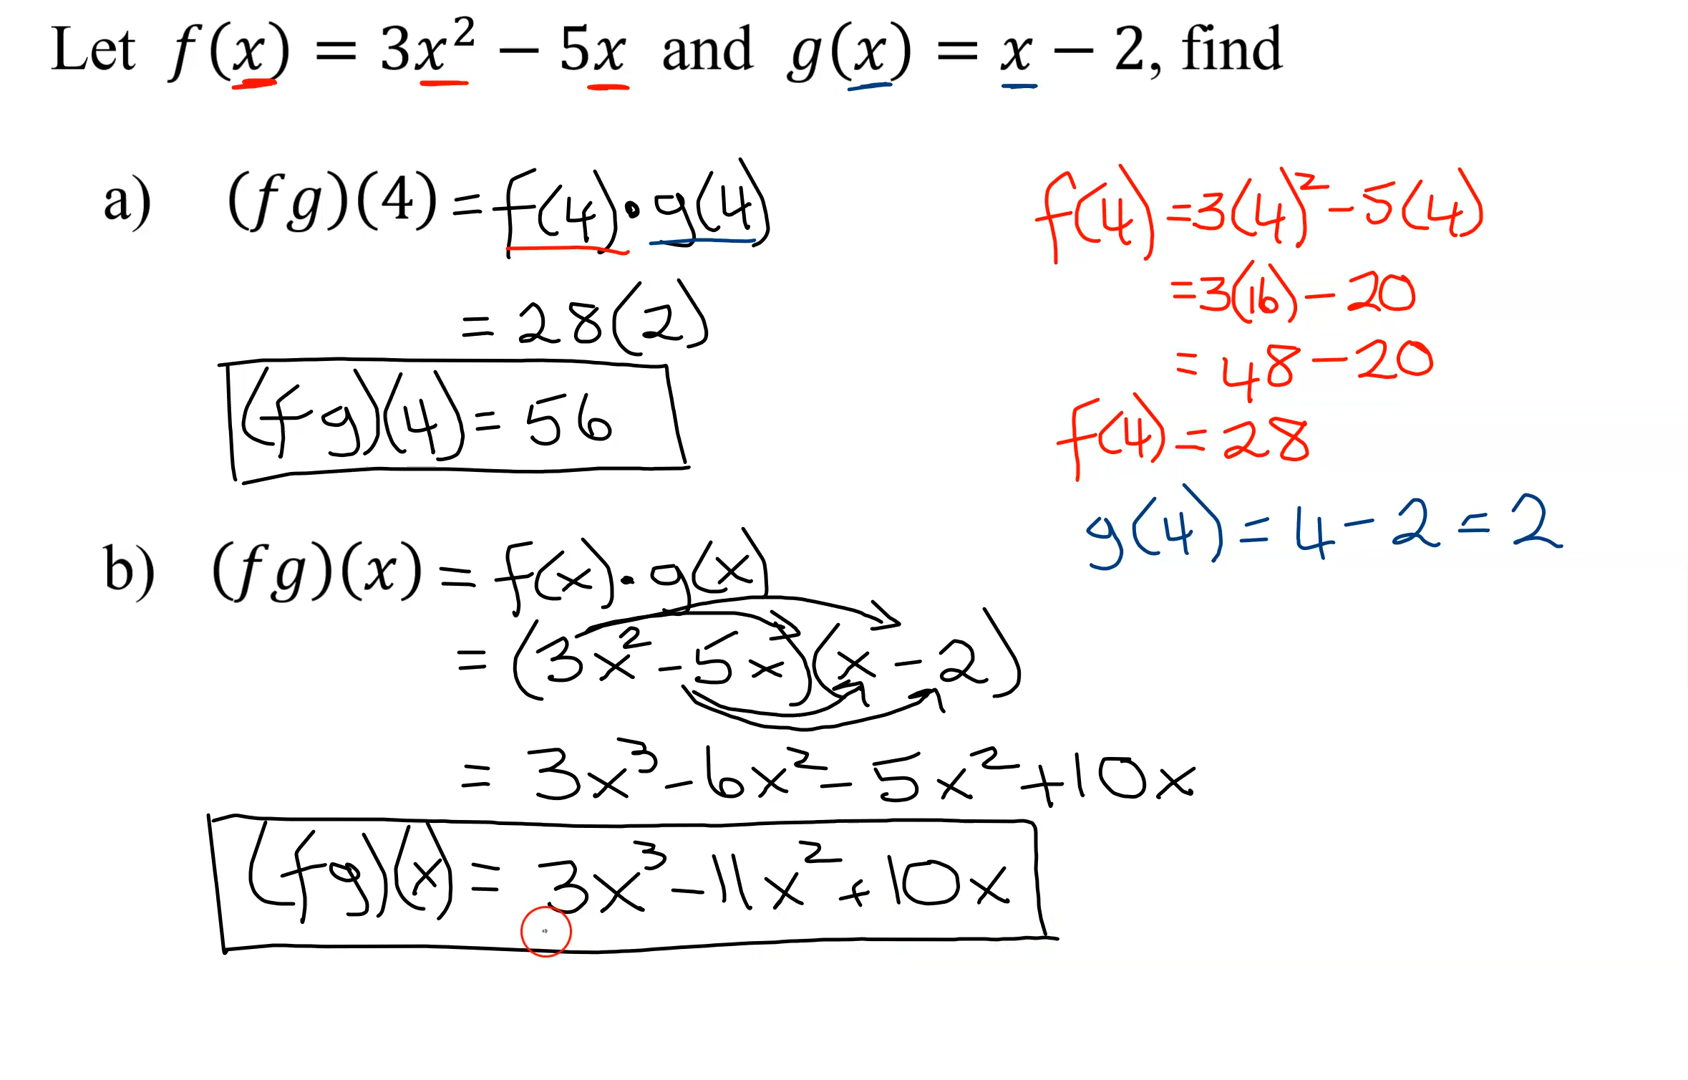 Let f(x) = 3x² − 5x and g(x) = x − 2, find
a) (fg)(4) = f(4) · g(4)
= 28(2)
(fg)(4) = 56
f(4) = 3(4)² − 5(4)
= 3(16) − 20
= 48 − 20
f(4) = 28
g(4) = 4 − 2 = 2
b) (fg)(x) = f(x) · g(x)
= (3x² − 5x)(x − 2)
= 3x³ − 6x² − 5x² + 10x
(fg)(x) = 3x³ − 11x² + 10x